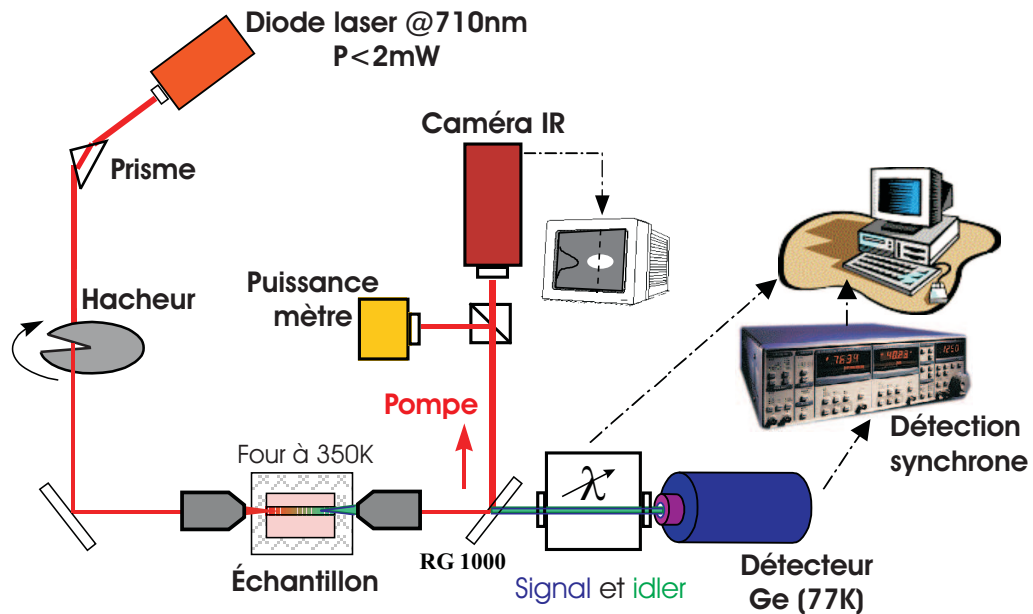 Diode laser @710nm
P<2mW
Prisme
Caméra IR
Hacheur
Puissance
mètre
Pompe
Four à 350K
Échantillon
RG 1000
λ
Signal et idler
Détecteur
Ge (77K)
Détection
synchrone